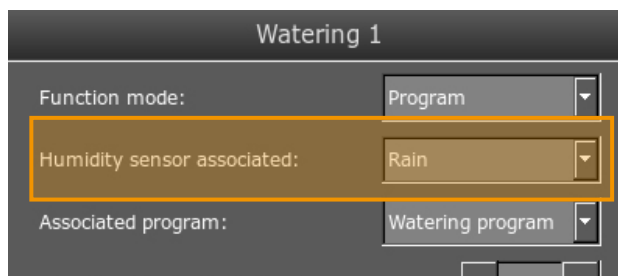 Watering 1
Function mode: Program
Humidity sensor associated: Rain
Associated program: Watering program